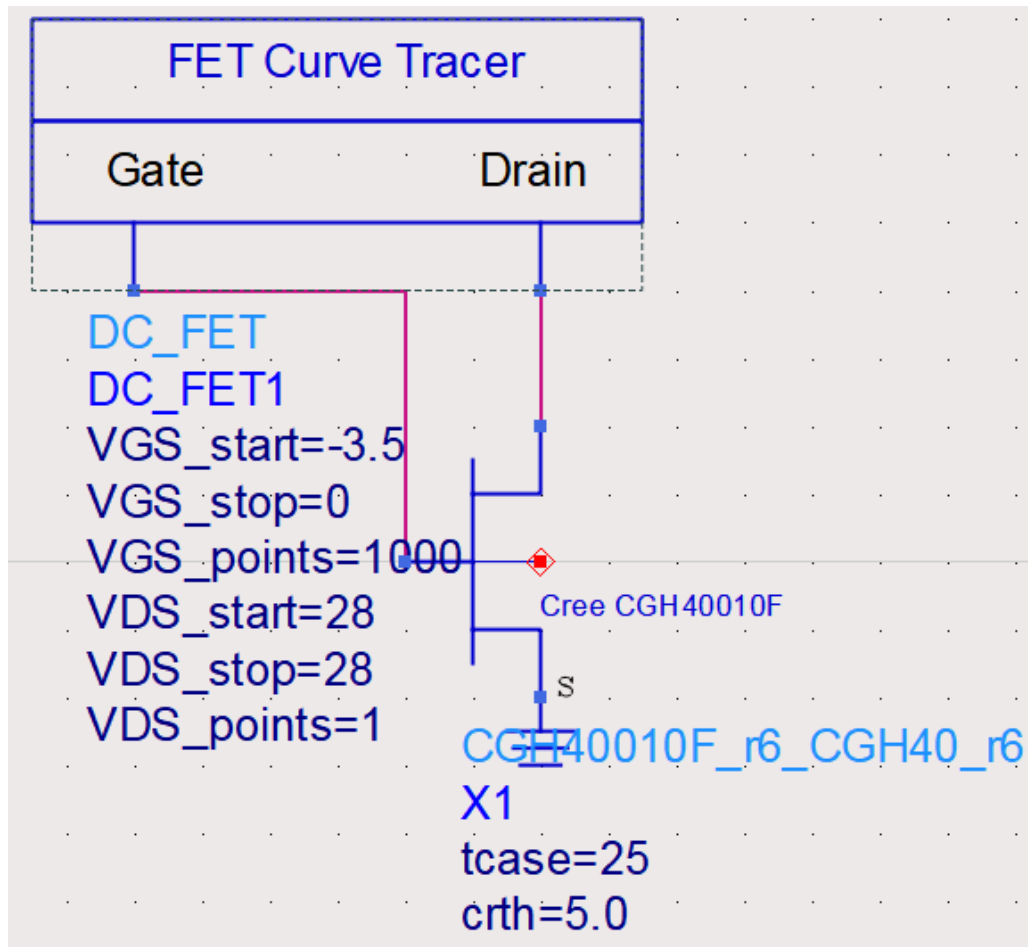 FET Curve Tracer
Gate Drain
DC_FET
DC_FET1
VGS_start=-3.5
VGS_stop=0
VGS_points=1000
VDS_start=28
VDS_stop=28
VDS_points=1
Cree CGH40010F
S
CGH40010F_r6_CGH40_r6
X1
tcase=25
crth=5.0